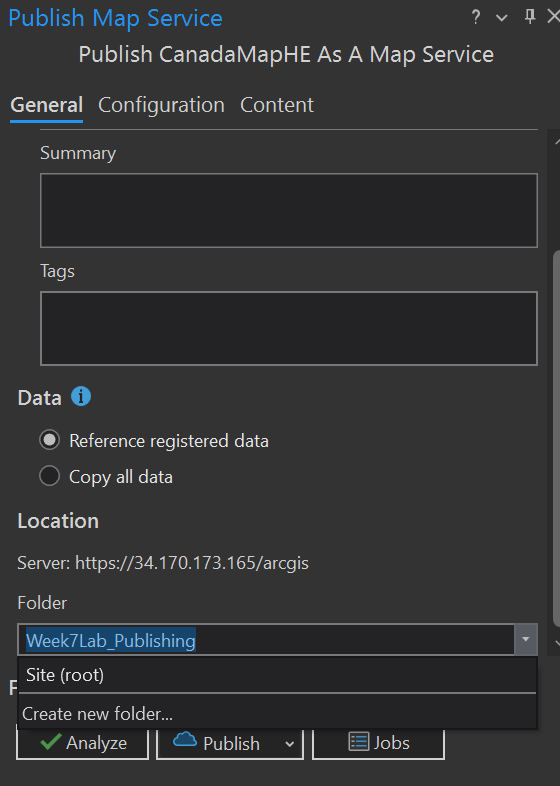 Publish Map Service ?
Publish CanadaMapHE As A Map Service
General Configuration Content
Summary
Tags
Data i
Reference registered data
Copy all data
Location
Server: https://34.170.173.165/arcgis
Folder
Week7Lab_Publishing
Site (root)
Create new folder...
Analyze Publish Jobs